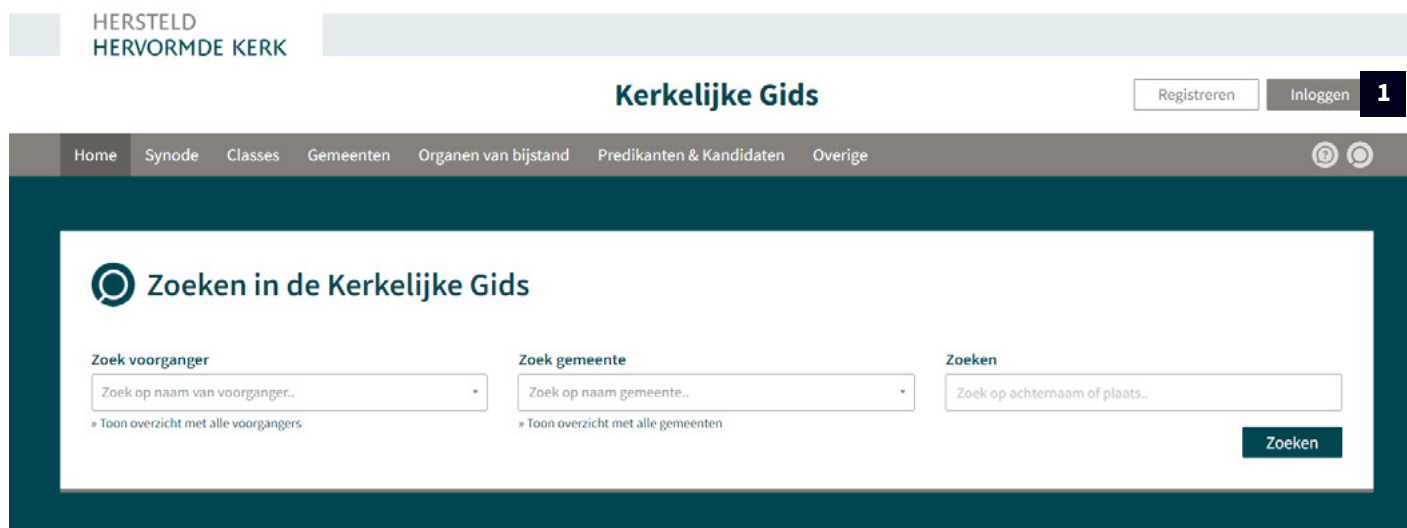 HERSTELD
HERVORMDE KERK
Kerkelijke Gids
Registreren Inloggen 1
Home Synode Classes Gemeenten Organen van bijstand Predikanten & Kandidaten Overige
Zoeken in de Kerkelijke Gids
Zoek voorganger Zoek gemeente Zoeken
Zoek op naam van voorganger.. Zoek op naam gemeente.. Zoek op achternaam of plaats..
» Toon overzicht met alle voorgangers » Toon overzicht met alle gemeenten
Zoeken